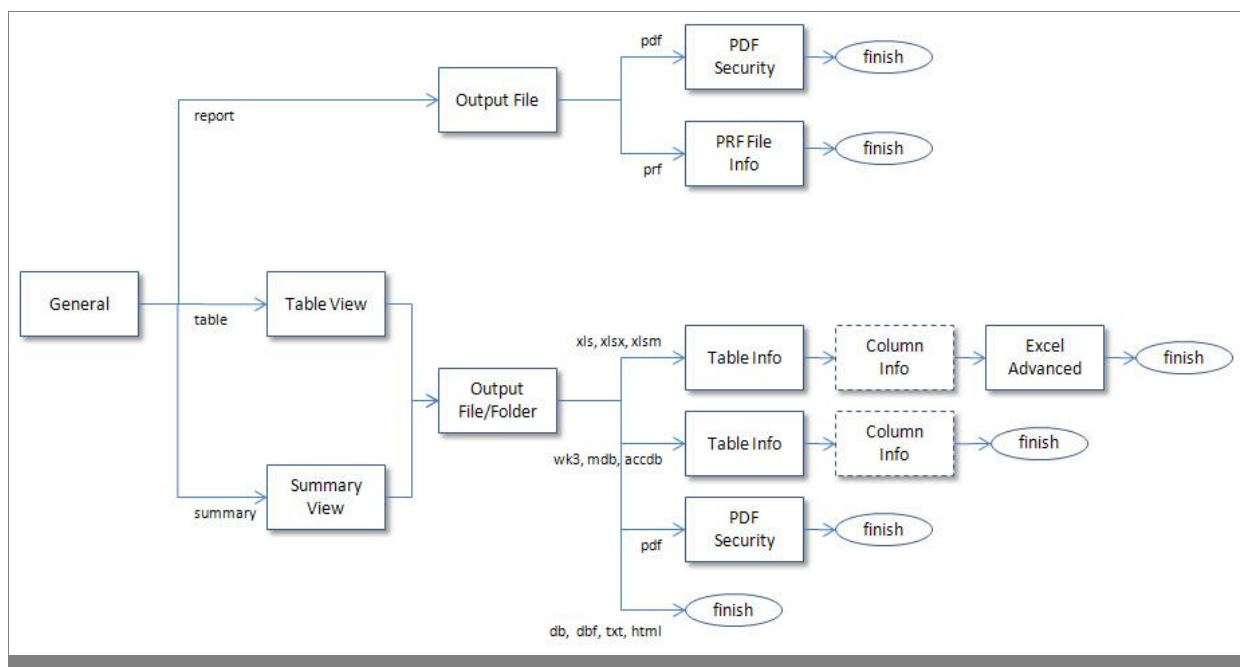 pdf
PDF
Security
finish
Output File
report
PRF File
Info
finish
prf
General
Table View
table
xls, xlsx, xlsm
Table Info
Column
Info
Excel
Advanced
finish
Output
File/Folder
Table Info
Column
Info
finish
wk3, mdb, accdb
Summary
View
summary
PDF
Security
finish
pdf
finish
db, dbf, txt, html